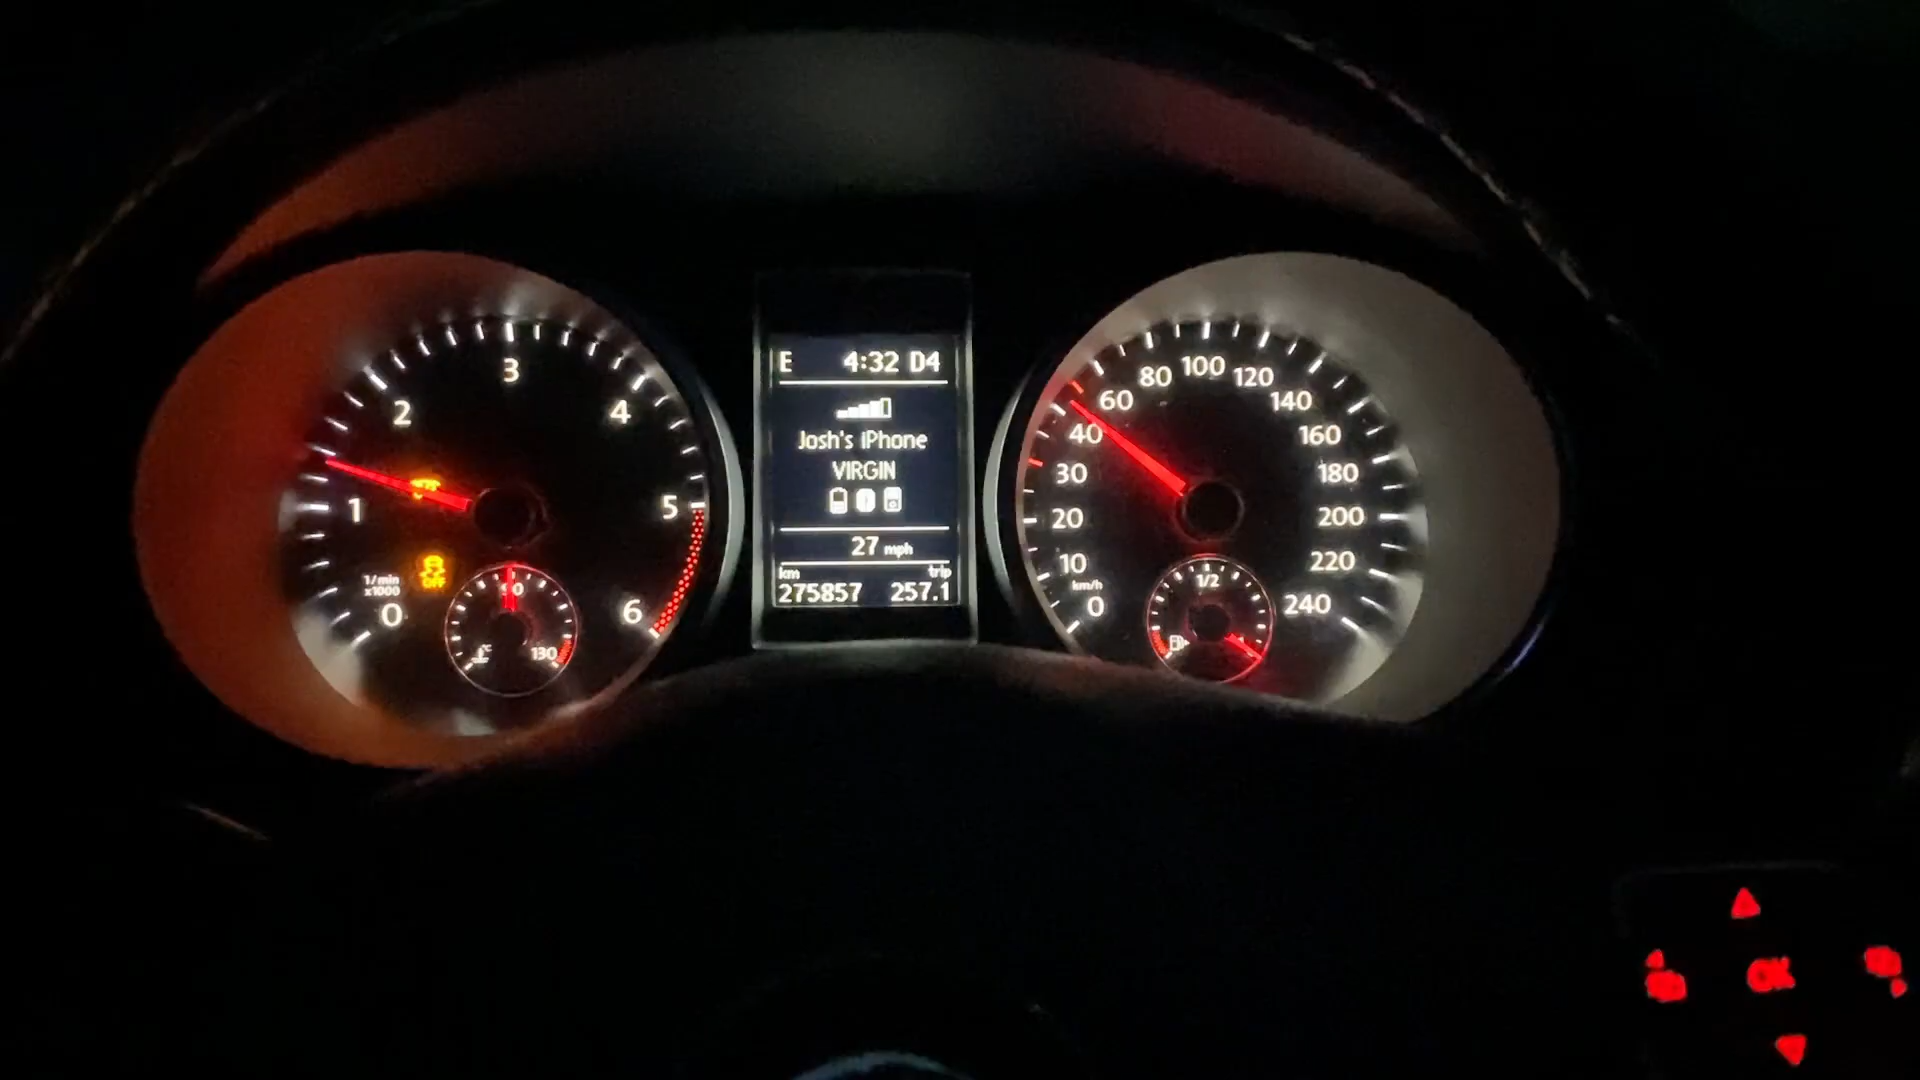 E 4:32 D4
Josh's iPhone
VIRGIN
27 mph
km trip
275857 257.1
0 1 2 3 4 5 6
1/min
x1000
OFF
90
130
°C
0 10 20 30 40 60 80 100 120 140 160 180 200 220 240
km/h
1/2
OK